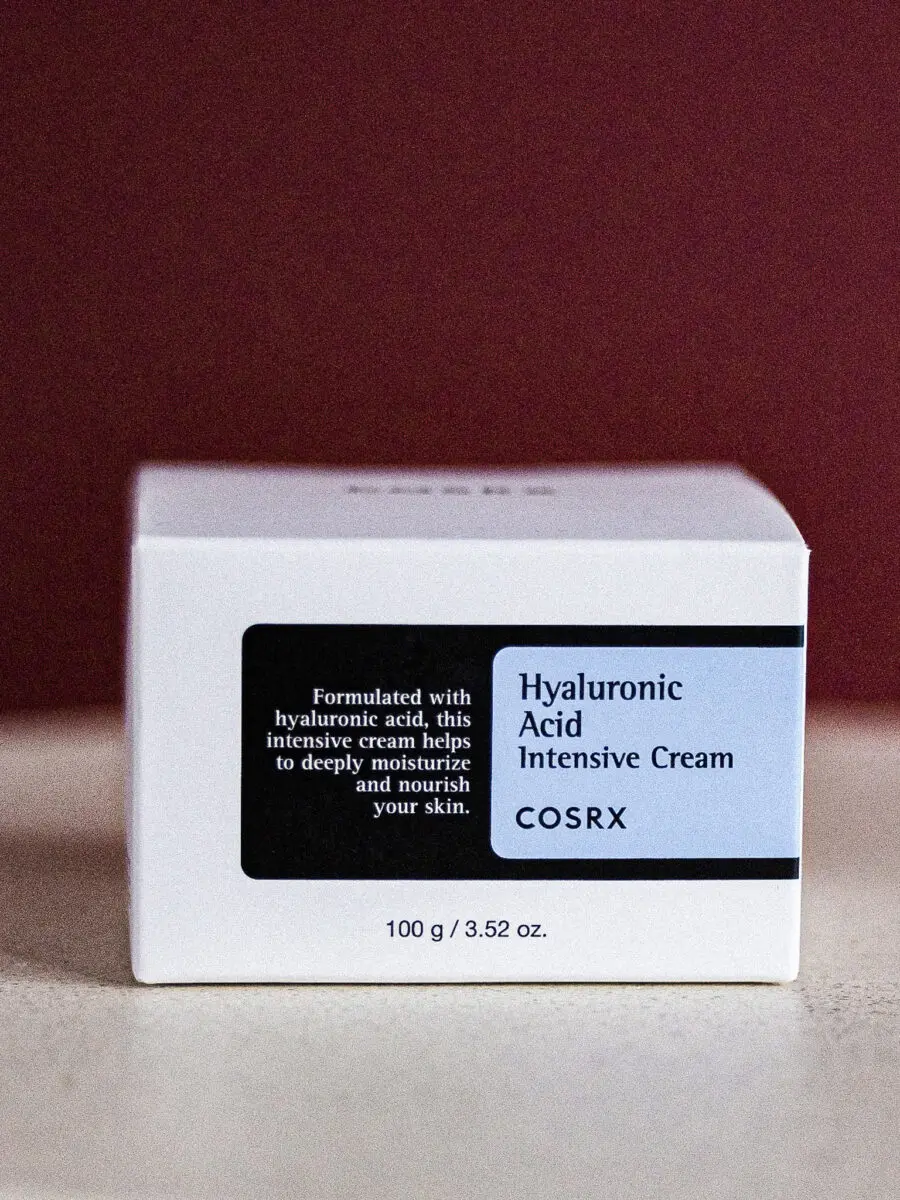 Formulated with
hyaluronic acid, this
intensive cream helps
to deeply moisturize
and nourish
your skin.
Hyaluronic
Acid
Intensive Cream
COSRX
100 g / 3.52 oz.